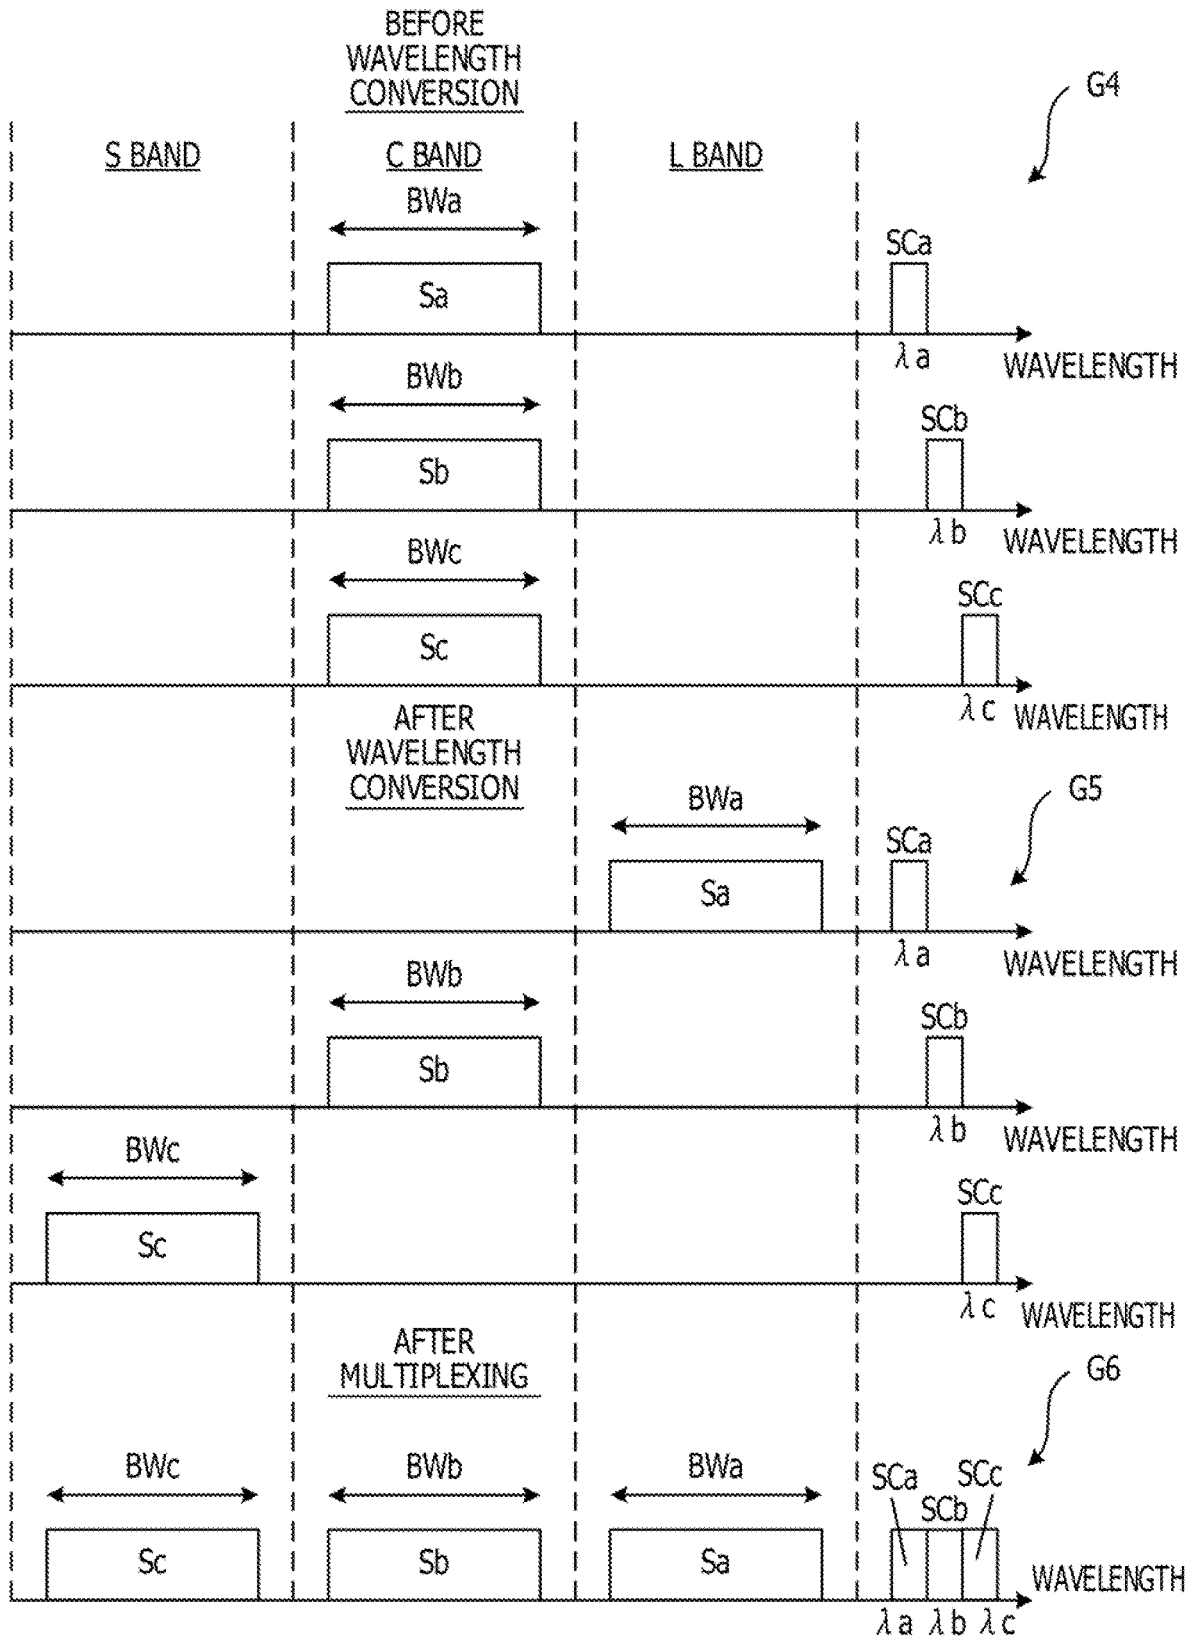 BEFORE
WAVELENGTH
CONVERSION
G4
S BAND
C BAND
L BAND
BWa
SCa
Sa
λa
WAVELENGTH
BWb
SCb
Sb
λb
WAVELENGTH
BWc
SCc
Sc
λc
WAVELENGTH
AFTER
WAVELENGTH
CONVERSION
G5
BWa
SCa
Sa
λa
WAVELENGTH
BWb
SCb
Sb
λb
WAVELENGTH
BWc
SCc
Sc
λc
WAVELENGTH
AFTER
MULTIPLEXING
G6
BWc
BWb
BWa
SCa
SCb
SCc
Sc
Sb
Sa
WAVELENGTH
λa
λb
λc